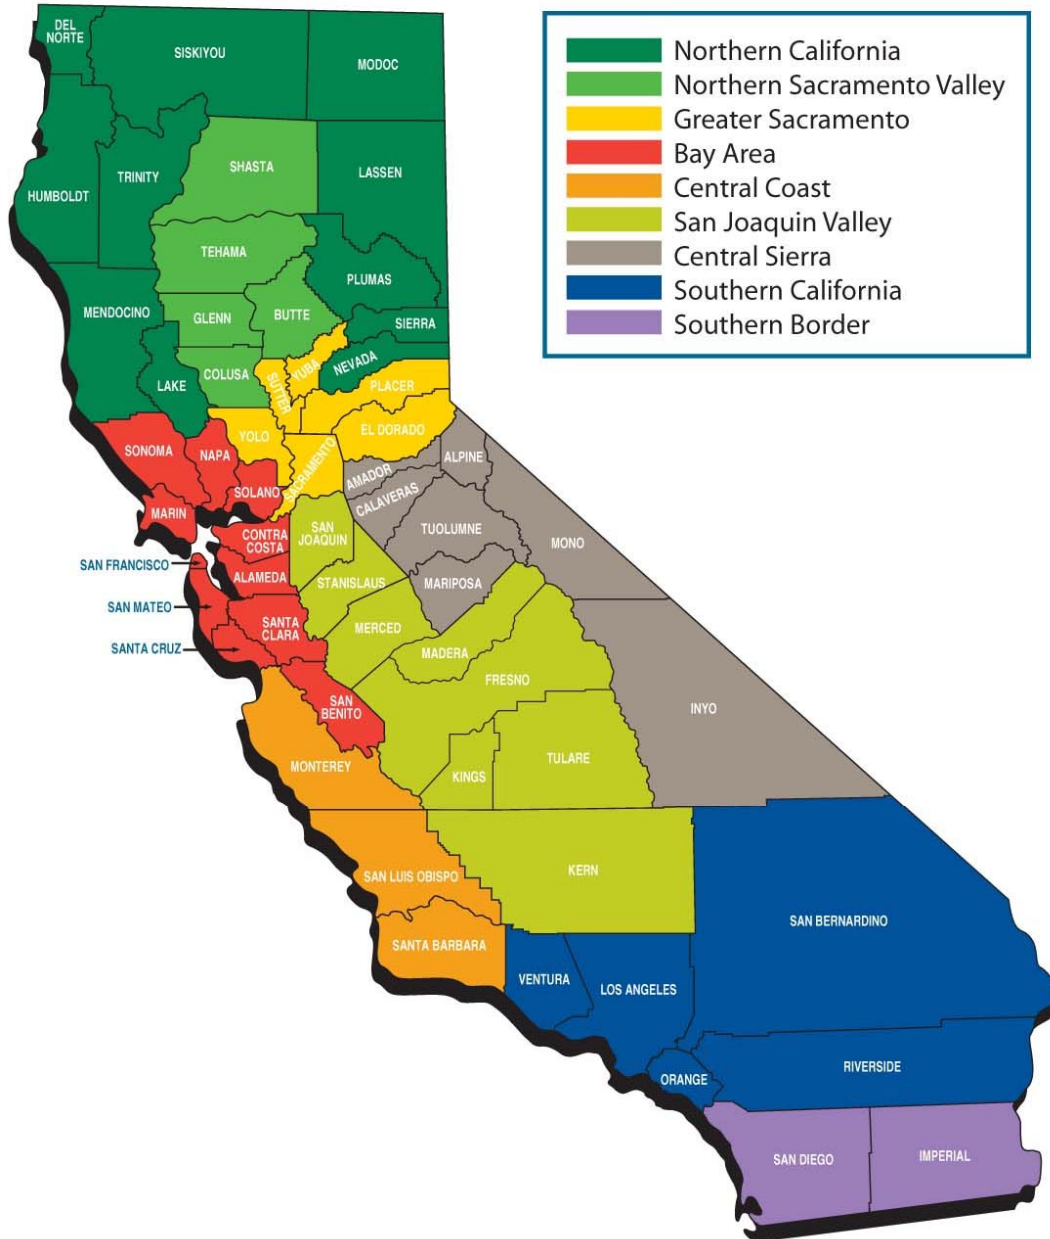 DEL
NORTE
SISKIYOU
MODOC
Northern California
Northern Sacramento Valley
Greater Sacramento
Bay Area
Central Coast
San Joaquin Valley
Central Sierra
Southern California
Southern Border
HUMBOLDT
TRINITY
SHASTA
LASSEN
TEHAMA
PLUMAS
MENDOCINO
GLENN
BUTTE
SIERRA
LAKE
COLUSA
SUTTER
YUBA
NEVADA
PLACER
SONOMA
NAPA
YOLO
EL DORADO
SACRAMENTO
SOLANO
AMADOR
ALPINE
CALAVERAS
MARIN
CONTRA
COSTA
SAN
JOAQUIN
TUOLUMNE
MONO
SAN FRANCISCO
ALAMEDA
STANISLAUS
MARIPOSA
SAN MATEO
SANTA
CLARA
MERCED
SANTA CRUZ
MADERA
FRESNO
SAN
BENITO
INYO
MONTEREY
KINGS
TULARE
SAN LUIS OBISPO
KERN
SAN BERNARDINO
SANTA BARBARA
VENTURA
LOS ANGELES
ORANGE
RIVERSIDE
SAN DIEGO
IMPERIAL